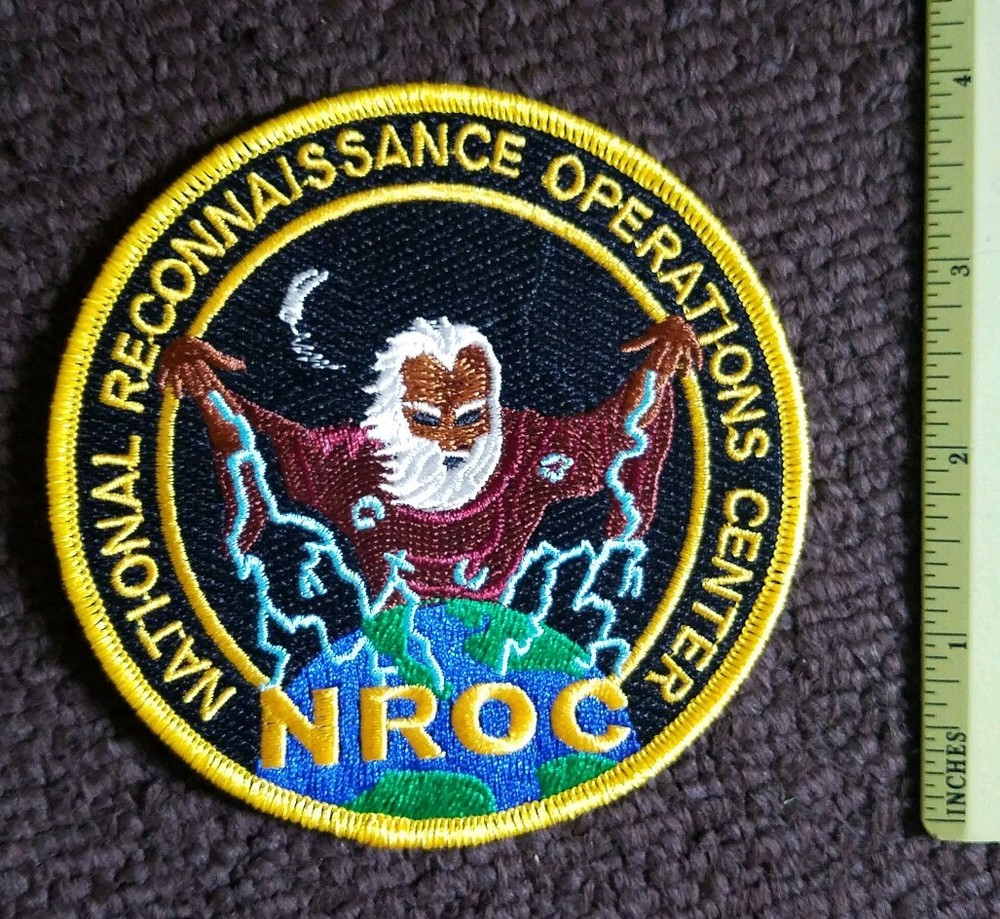 NATIONAL RECONNAISSANCE OPERATIONS CENTER
NROC
4
3
2
1
INCHES